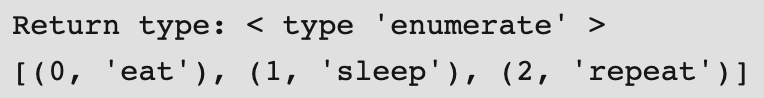 Return type: < type 'enumerate' >
[(0, 'eat'), (1, 'sleep'), (2, 'repeat')]